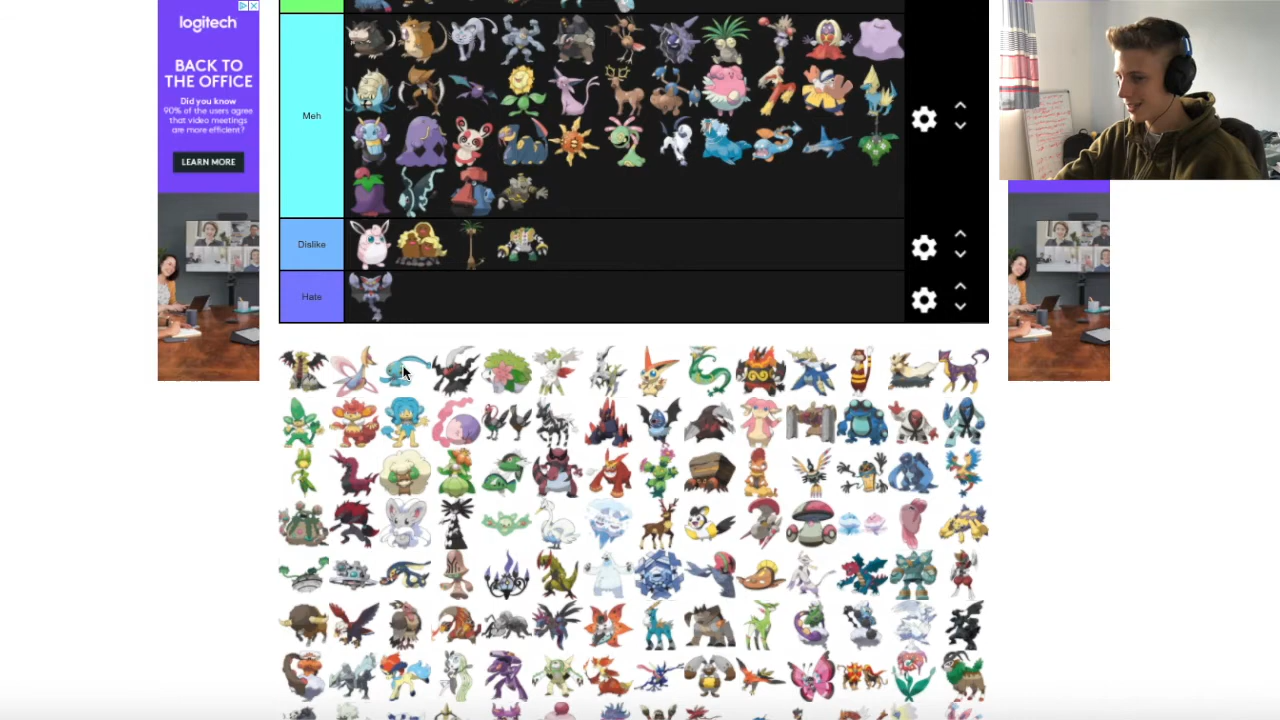 logitech
BACK TO
THE OFFICE
Did you know
90% of the users agree
that video meetings
are more efficient?
LEARN MORE
Meh
Dislike
Hate